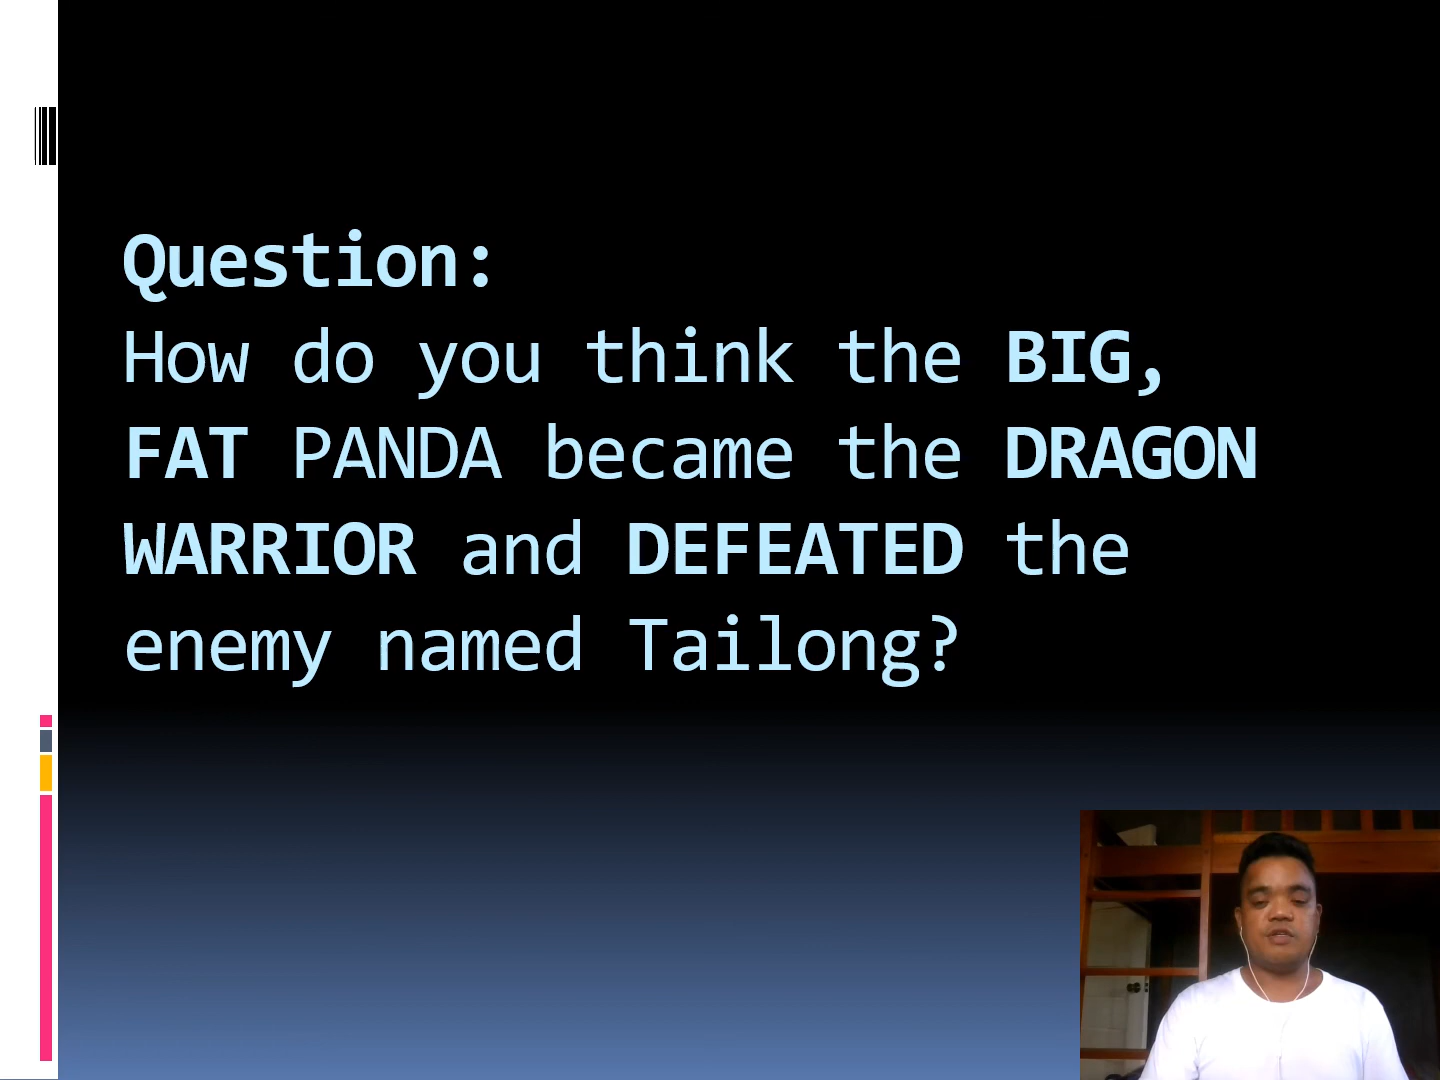 Question:
How do you think the BIG,
FAT PANDA became the DRAGON
WARRIOR and DEFEATED the
enemy named Tailong?